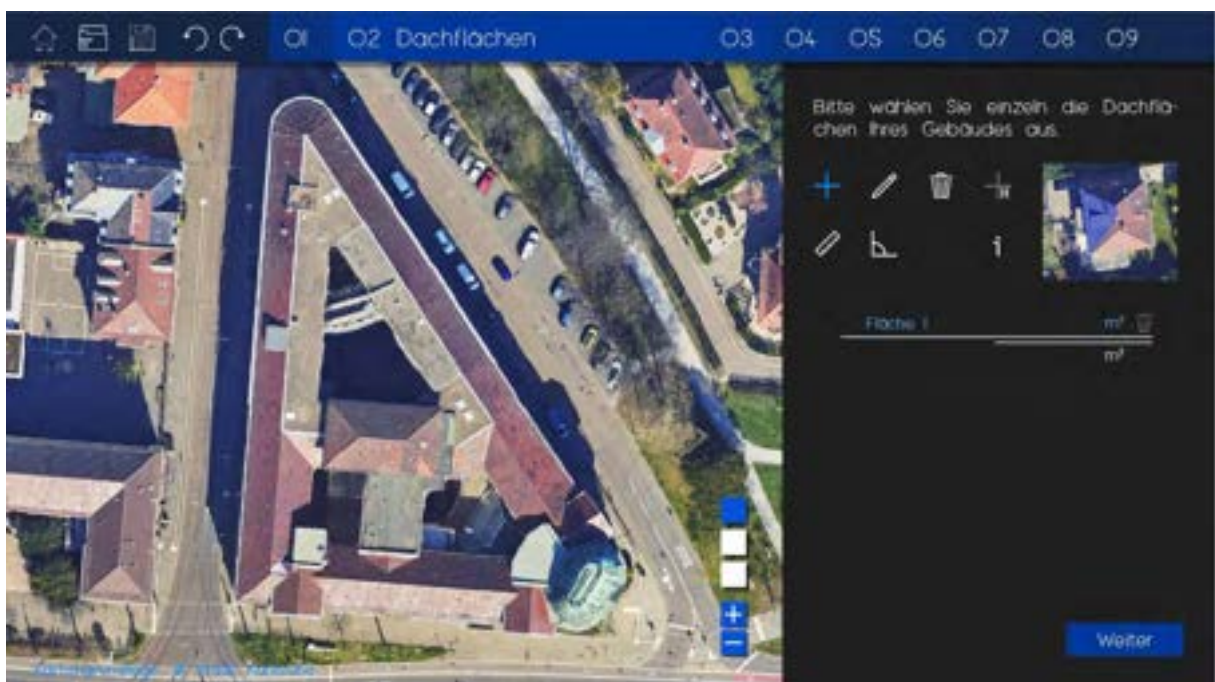 01 02 Dachflächen 03 04 05 06 07 08 09
Bitte wählen Sie einzeln die Dachflä-
chen Ihres Gebäudes aus.
i
Fläche 1 m²
m²
Weiter